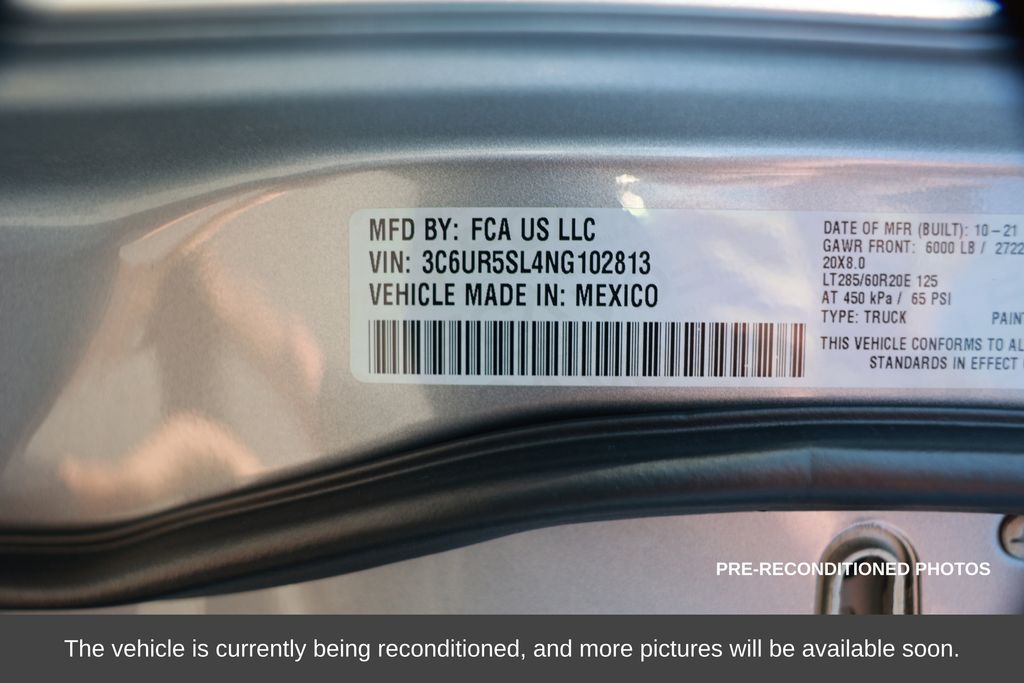 MFD BY: FCA US LLC
VIN: 3C6UR5SL4NG102813
VEHICLE MADE IN: MEXICO
DATE OF MFR (BUILT): 10-21
GAWR FRONT: 6000 LB / 2722
20X8.0
LT285/60R20E 125
AT 450 kPa / 65 PSI
TYPE: TRUCK
THIS VEHICLE CONFORMS TO
STANDARDS IN EFFECT
PRE-RECONDITIONED PHOTOS
The vehicle is currently being reconditioned, and more pictures will be available soon.